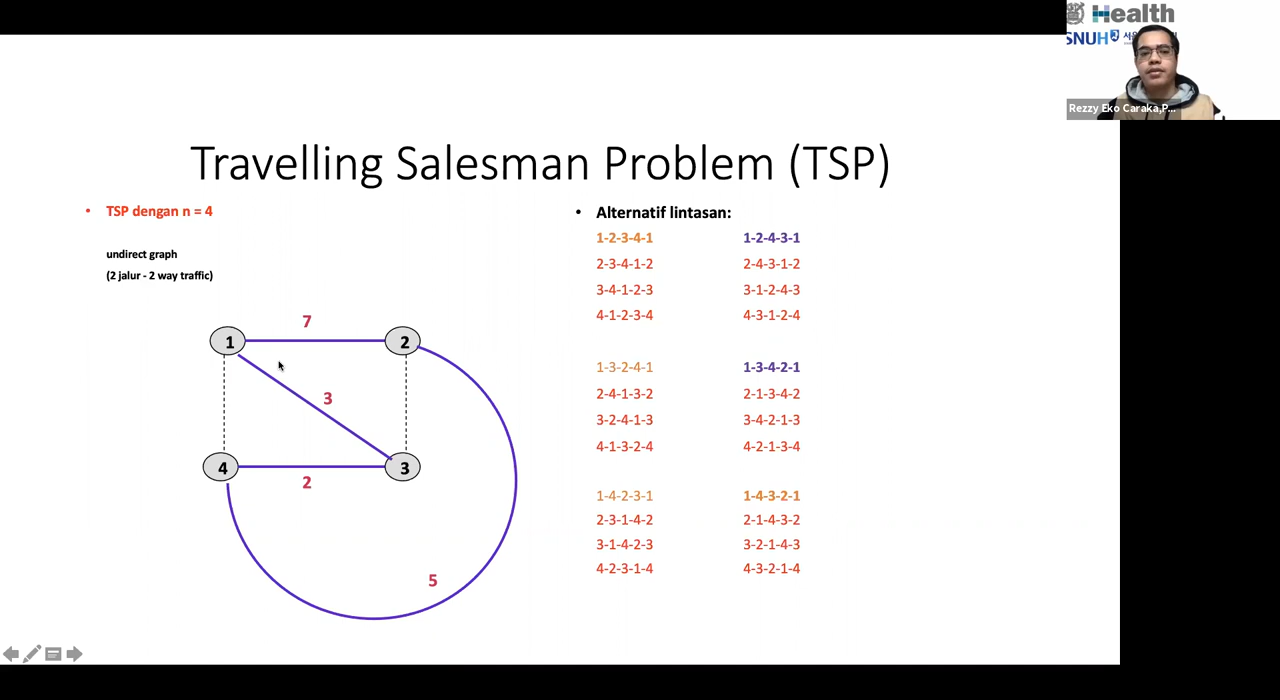 Health
SNUH
Rezzy Eko Caraka,P...
Travelling Salesman Problem (TSP)
• TSP dengan n = 4
undirect graph
(2 jalur - 2 way traffic)
7
1
2
3
4
3
2
5
• Alternatif lintasan:
1-2-3-4-1 1-2-4-3-1
2-3-4-1-2 2-4-3-1-2
3-4-1-2-3 3-1-2-4-3
4-1-2-3-4 4-3-1-2-4
1-3-2-4-1 1-3-4-2-1
2-4-1-3-2 2-1-3-4-2
3-2-4-1-3 3-4-2-1-3
4-1-3-2-4 4-2-1-3-4
1-4-2-3-1 1-4-3-2-1
2-3-1-4-2 2-1-4-3-2
3-1-4-2-3 3-2-1-4-3
4-2-3-1-4 4-3-2-1-4